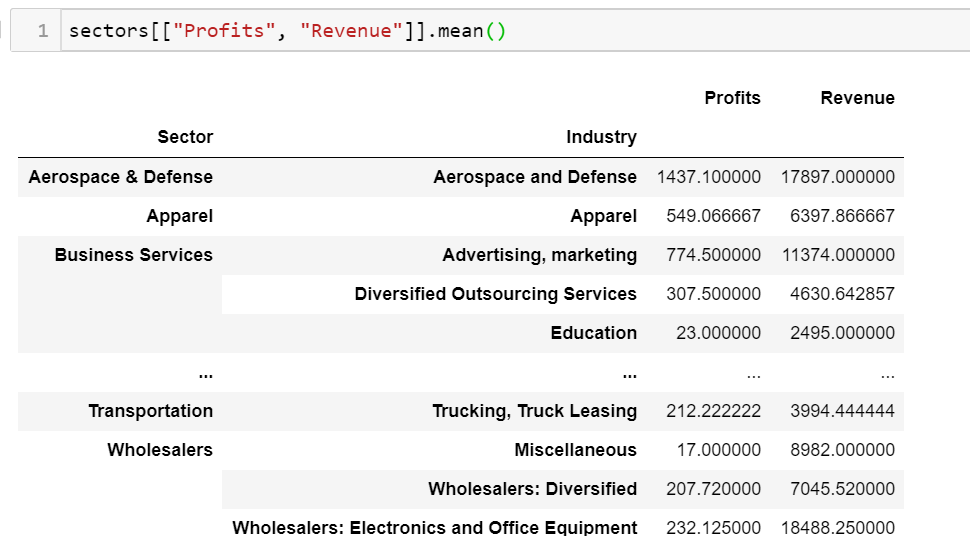 1 sectors[["Profits", "Revenue"]].mean()
Profits Revenue
Sector Industry
Aerospace & Defense Aerospace and Defense 1437.100000 17897.000000
Apparel Apparel 549.066667 6397.866667
Business Services Advertising, marketing 774.500000 11374.000000
Diversified Outsourcing Services 307.500000 4630.642857
Education 23.000000 2495.000000
... ... ... ...
Transportation Trucking, Truck Leasing 212.222222 3994.444444
Wholesalers Miscellaneous 17.000000 8982.000000
Wholesalers: Diversified 207.720000 7045.520000
Wholesalers: Electronics and Office Equipment 232.125000 18488.250000